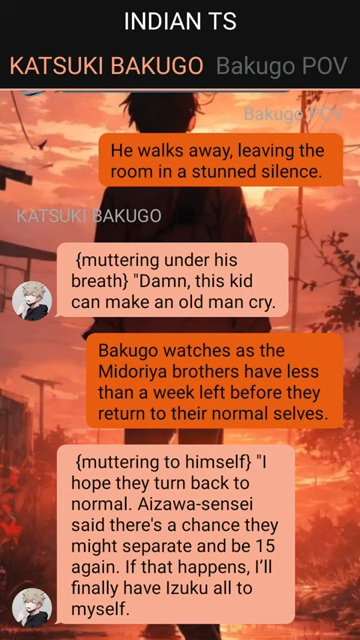 INDIAN TS
KATSUKI BAKUGO Bakugo POV
Bakugo POV
He walks away, leaving the
room in a stunned silence.
KATSUKI BAKUGO
{muttering under his
breath} "Damn, this kid
can make an old man cry.
Bakugo watches as the
Midoriya brothers have less
than a week left before they
return to their normal selves.
{muttering to himself} "I
hope they turn back to
normal. Aizawa-sensei
said there's a chance they
might separate and be 15
again. If that happens, I’ll
finally have Izuku all to
myself.